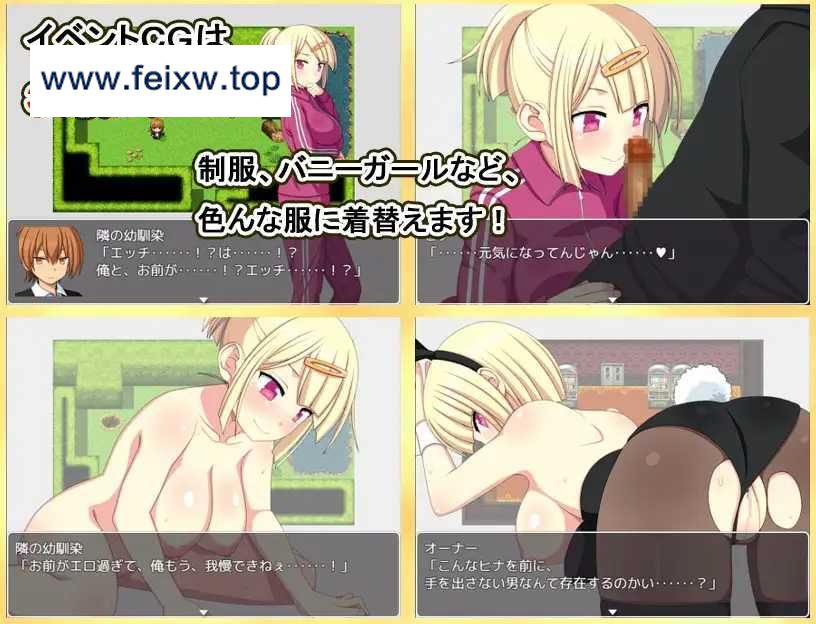 イベントCGは
www.feixw.top
制服、バニーガールなど、
色んな服に着替えます！
隣の幼馴染
「エッチ……！？は……！？
俺と、お前が……！？エッチ……！？」
「……元気になってんじゃん……♥」
隣の幼馴染
「お前がエロ過ぎて、俺もう、我慢できねぇ……！」
オーナー
「こんなヒナを前に、
手を出さない男なんて存在するのかい……？」